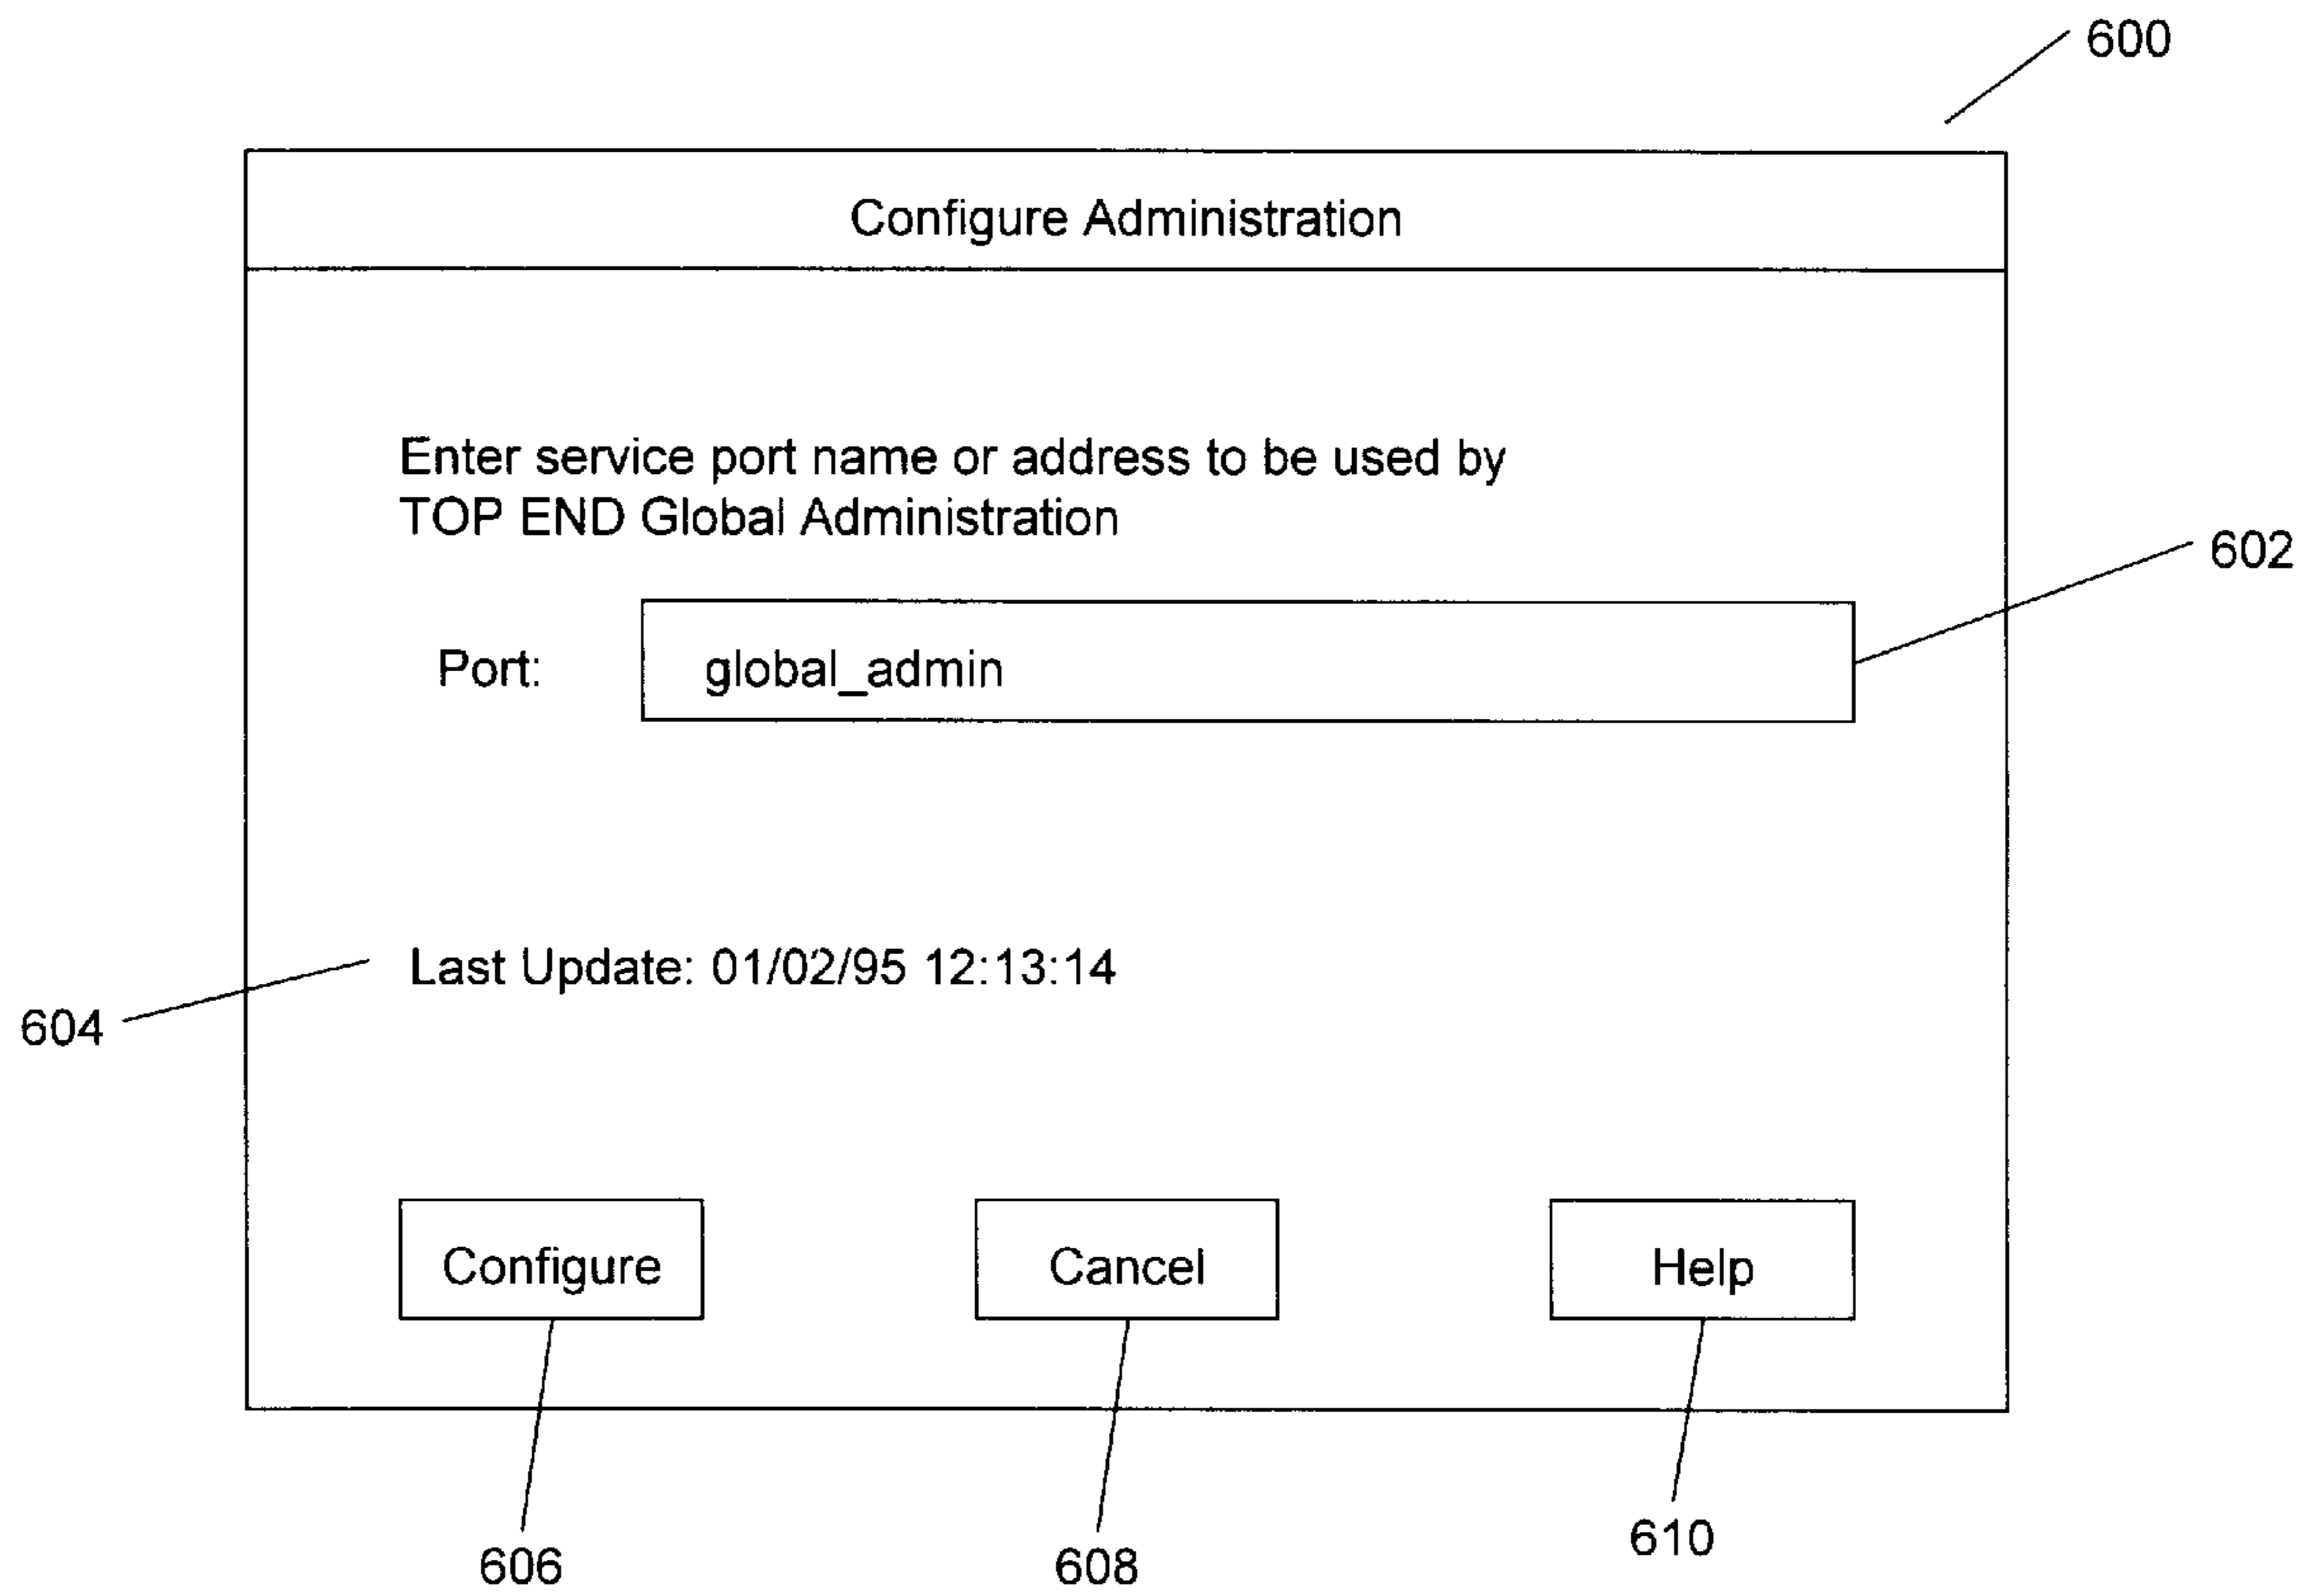 600
Configure Administration
Enter service port name or address to be used by
TOP END Global Administration
602
Port: global_admin
Last Update: 01/02/95 12:13:14
604
Configure Cancel Help
606 608 610